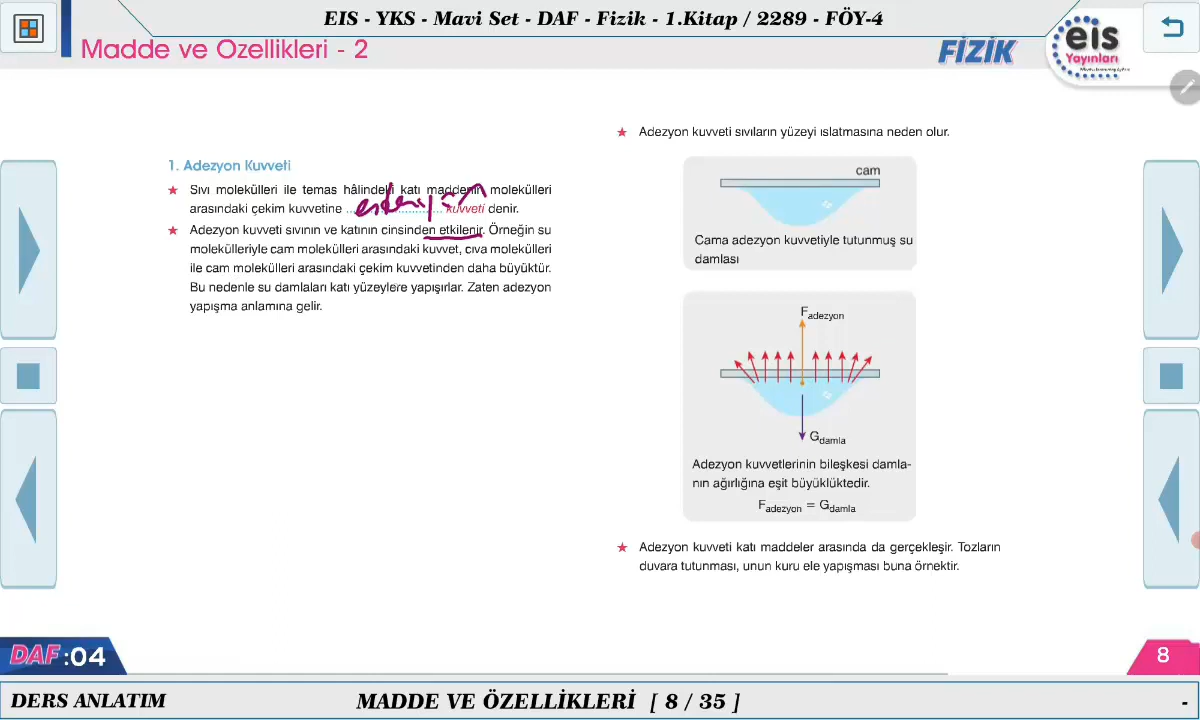 EIS - YKS - Mavi Set - DAF - Fizik - 1.Kitap / 2289 - FÖY-4
Madde ve Özellikleri - 2
FİZİK
eis
Yayınları
1. Adezyon Kuvveti
★ Sıvı molekülleri ile temas hâlindeki katı maddenin molekülleri
arasındaki çekim kuvvetine ........................ kuvveti denir.
★ Adezyon kuvveti sıvının ve katının cinsinden etkilenir. Örneğin su
molekülleriyle cam molekülleri arasındaki kuvvet, cıva molekülleri
ile cam molekülleri arasındaki çekim kuvvetinden daha büyüktür.
Bu nedenle su damlaları katı yüzeylere yapışırlar. Zaten adezyon
yapışma anlamına gelir.
★ Adezyon kuvveti sıvıların yüzeyi ıslatmasına neden olur.
cam
Cama adezyon kuvvetiyle tutunmuş su
damlası
Fadezyon
Gdamla
Adezyon kuvvetlerinin bileşkesi damla-
nın ağırlığına eşit büyüklüktedir.
Fadezyon = Gdamla
★ Adezyon kuvveti katı maddeler arasında da gerçekleşir. Tozların
duvara tutunması, unun kuru ele yapışması buna örnektir.
DAF :04
8
DERS ANLATIM
MADDE VE ÖZELLİKLERİ [ 8 / 35 ]
-